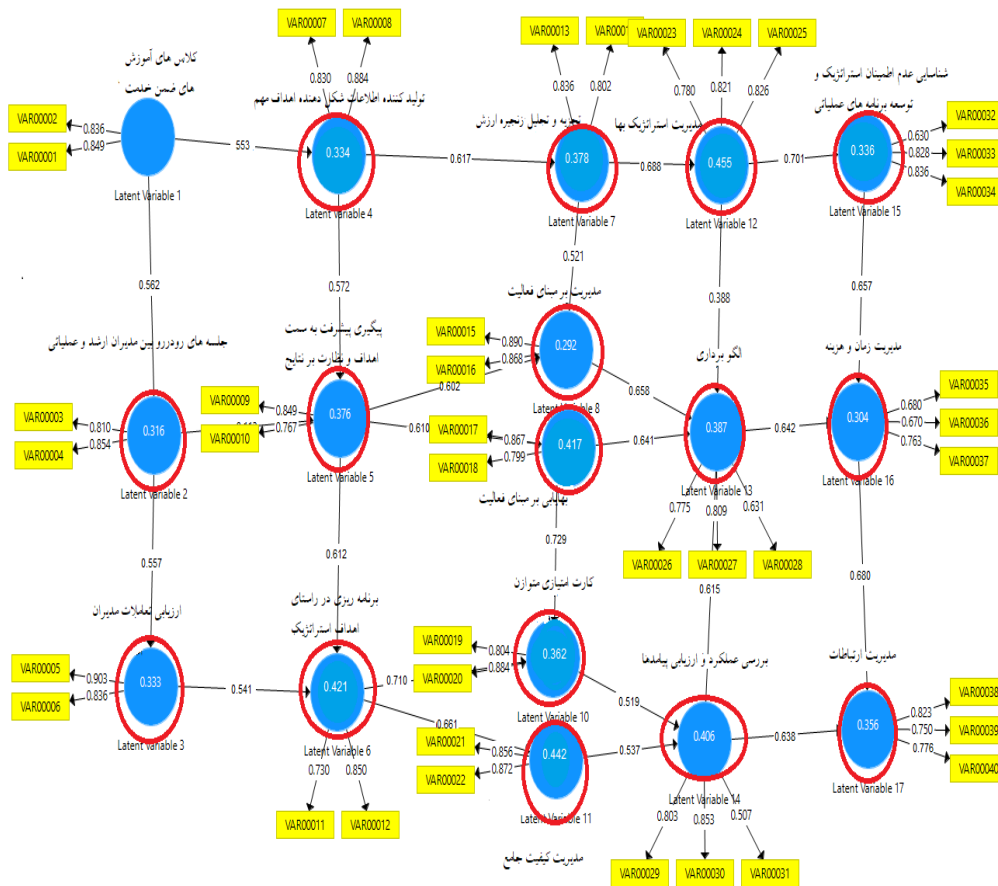 VAR00007
VAR00008
VAR00013
VAR00023
VAR00024
VAR00025
کلاس های آموزش
های ضمن خدمت
شناسایی عدم اطمینان استراتژیک و
توسعه برنامه های عملیاتی
0.830
0.884
0.836
0.802
0.780
0.821
0.826
تولید کننده اطلاعات شکل دهنده اهداف مهم
تجزیه و تحلیل زنجیره ارزش
مدیریت استراتژیک بها
VAR00002
VAR00001
0.836
0.849
553
0.334
0.617
0.378
0.688
0.455
0.701
0.336
0.630
0.828
0.836
VAR00032
VAR00033
VAR00034
Latent Variable 1
Latent Variable 4
Latent Variable 7
Latent Variable 12
Latent Variable 15
0.562
0.572
0.521
0.388
0.657
جلسه های رودررو بین مدیران ارشد و عملیاتی
پیگیری پیشرفت به سمت
اهداف و نظارت بر نتایج
مدیریت بر مبنای فعالیت
الگو برداری
مدیریت زمان و هزینه
VAR00015
VAR00016
0.890
0.868
0.602
0.292
0.658
Latent Variable 8
VAR00003
VAR00004
0.810
0.854
0.316
VAR00009
VAR00010
0.849
0.767
0.376
0.610
VAR00017
VAR00018
0.867
0.799
0.417
0.641
0.387
0.642
0.304
0.680
0.670
0.763
VAR00035
VAR00036
VAR00037
Latent Variable 2
Latent Variable 5
بهایابی بر مبنای فعالیت
Latent Variable 13
Latent Variable 16
0.775
0.809
0.631
VAR00026
VAR00027
VAR00028
0.557
0.612
0.729
0.615
0.680
ارزیابی تعاملات مدیران
برنامه ریزی در راستای
اهداف استراتژیک
کارت امتیازی متوازن
بررسی عملکرد و ارزیابی پیامدها
مدیریت ارتباطات
VAR00005
VAR00006
0.903
0.836
0.333
0.541
0.421
0.710
VAR00019
VAR00020
0.804
0.884
0.362
0.519
Latent Variable 10
Latent Variable 3
Latent Variable 6
0.661
VAR00021
VAR00022
0.856
0.872
0.442
0.537
0.406
0.638
0.356
0.823
0.750
0.776
VAR00038
VAR00039
VAR00040
Latent Variable 11
Latent Variable 14
Latent Variable 17
0.730
0.850
VAR00011
VAR00012
0.803
0.853
0.507
VAR00029
VAR00030
VAR00031
مدیریت کیفیت جامع